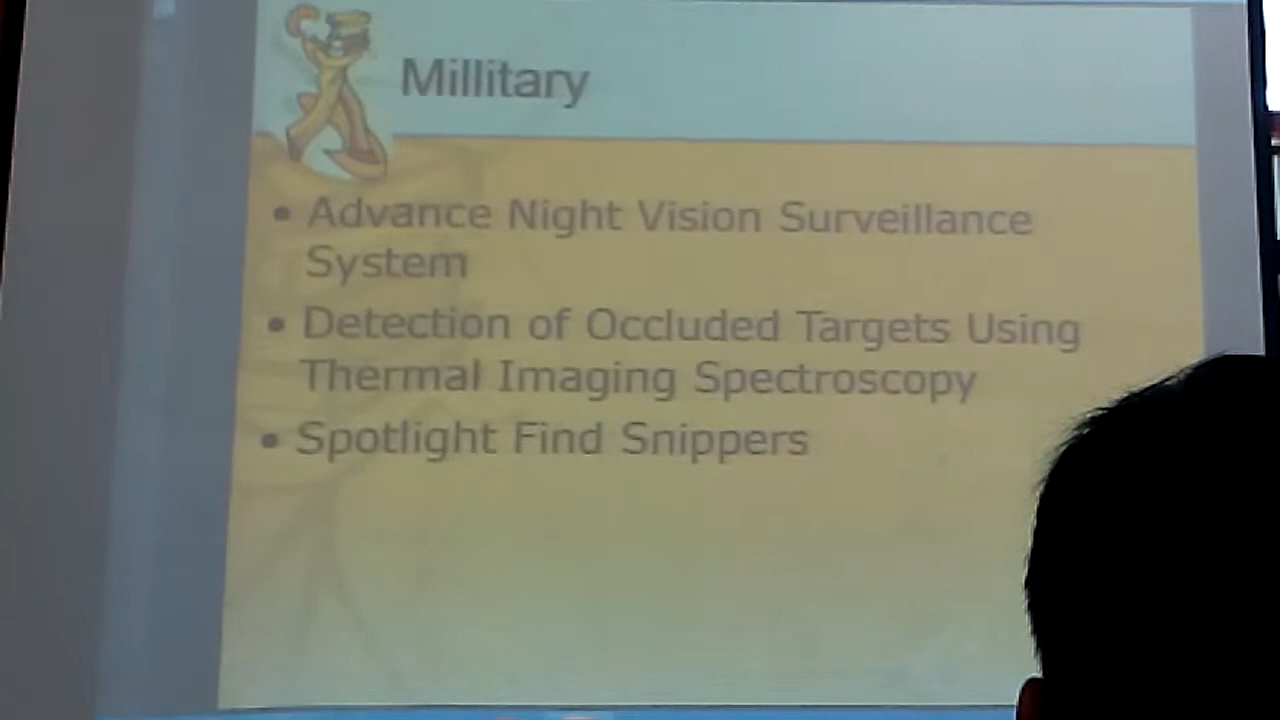 Millitary
• Advance Night Vision Surveillance
System
• Detection of Occluded Targets Using
Thermal Imaging Spectroscopy
• Spotlight Find Snippers